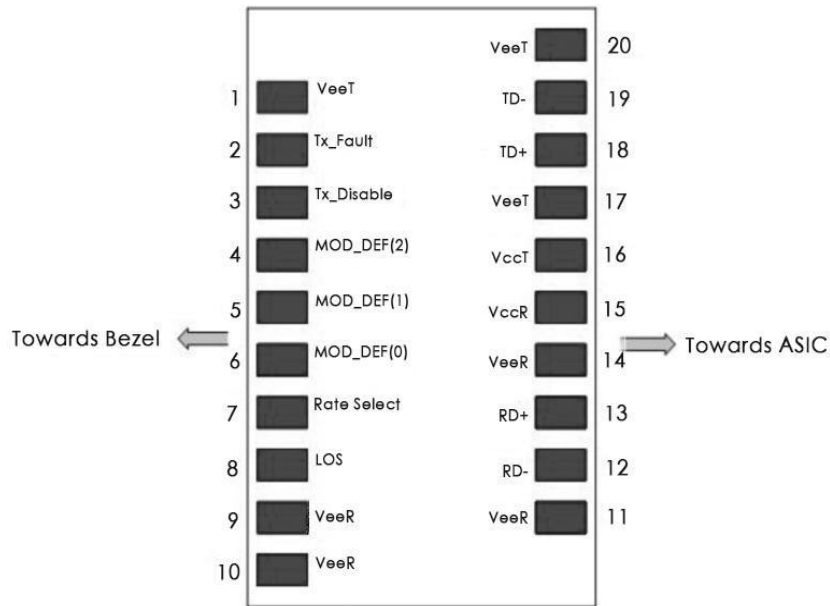 VeeT 20
1 VeeT TD- 19
2 Tx_Fault TD+ 18
3 Tx_Disable VeeT 17
4 MOD_DEF(2) VccT 16
5 MOD_DEF(1) VccR 15
Towards Bezel Towards ASIC
6 MOD_DEF(0) VeeR 14
7 Rate Select RD+ 13
8 LOS RD- 12
9 VeeR VeeR 11
10 VeeR